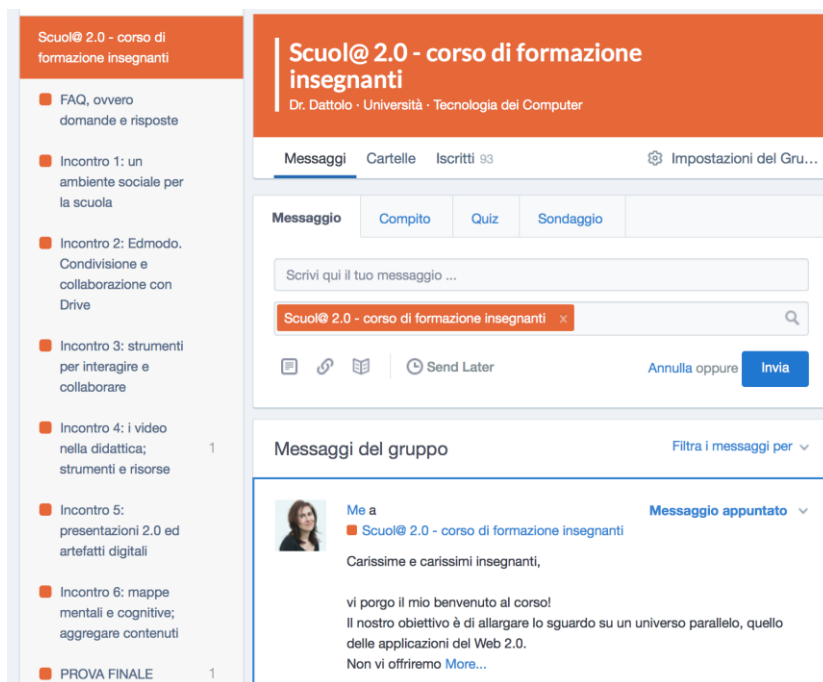 Scuol@ 2.0 - corso di
formazione insegnanti
FAQ, ovvero
domande e risposte
Incontro 1: un
ambiente sociale per
la scuola
Incontro 2: Edmodo.
Condivisione e
collaborazione con
Drive
Incontro 3: strumenti
per interagire e
collaborare
Incontro 4: i video
nella didattica; 1
strumenti e risorse
Incontro 5:
presentazioni 2.0 ed
artefatti digitali
Incontro 6: mappe
mentali e cognitive;
aggregare contenuti
PROVA FINALE 1
Scuol@ 2.0 - corso di formazione
insegnanti
Dr. Dattolo · Università · Tecnologia dei Computer
Messaggi Cartelle Iscritti 93 Impostazioni del Gru...
Messaggio Compito Quiz Sondaggio
Scrivi qui il tuo messaggio ...
Scuol@ 2.0 - corso di formazione insegnanti x
Send Later Annulla oppure Invia
Messaggi del gruppo Filtra i messaggi per
Me a Messaggio appuntato
Scuol@ 2.0 - corso di formazione insegnanti
Carissime e carissimi insegnanti,
vi porgo il mio benvenuto al corso!
Il nostro obiettivo è di allargare lo sguardo su un universo parallelo, quello
delle applicazioni del Web 2.0.
Non vi offriremo More...